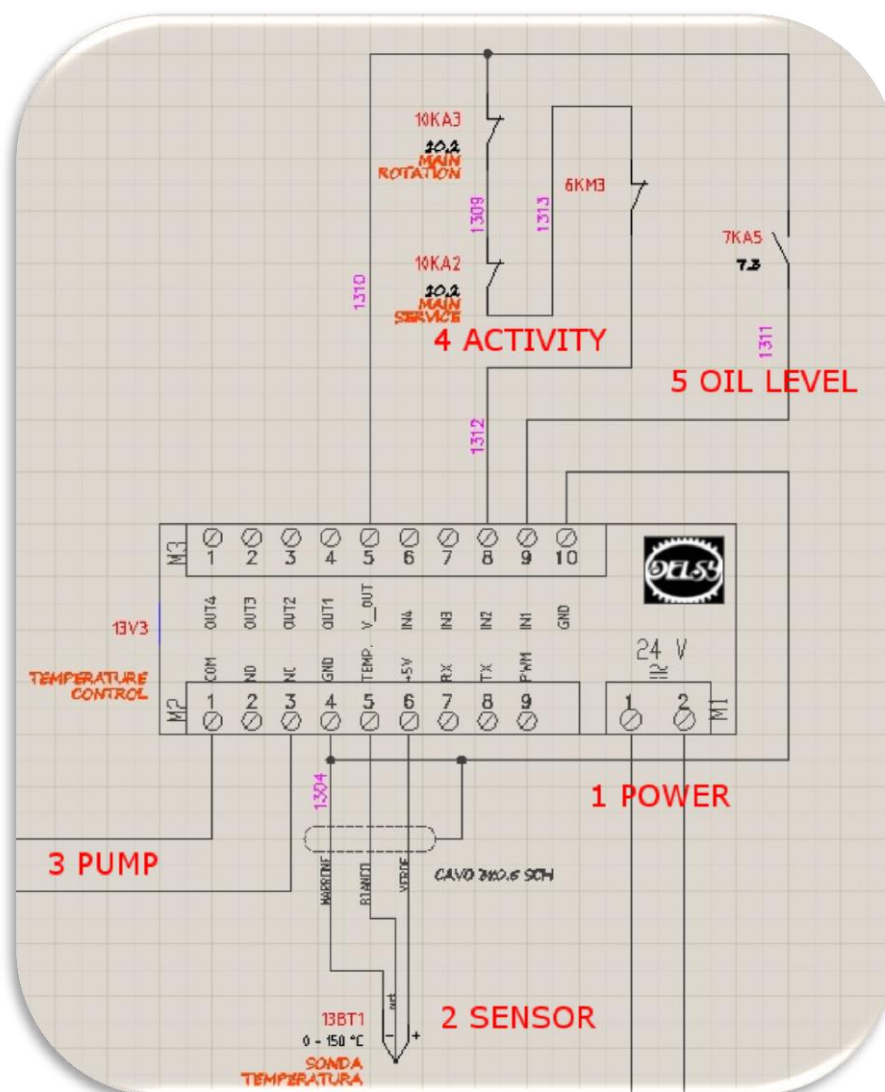 10KA3
10.2
MAIN
ROTATION
1309
1313
6KM3
7KA5
7.3
10KA2
10.2
MAIN
SERVICE
1310
4 ACTIVITY
1311
5 OIL LEVEL
1312
M3
1 2 3 4 5 6 7 8 9 10
DELSY
OUT4 OUT3 OUT2 OUT1 V_OUT IN4 IN3 IN2 IN1 GND
13V3
24 V
TEMPERATURE
CONTROL
COM NO NC GND TEMP. +5V RX TX PWM
M2
1 2 3 4 5 6 7 8 9
1 2
M1
1304
1 POWER
3 PUMP
MARRONE BIANCO VERDE
CAVO SCH
13BT1
- +
2 SENSOR
0 - 150 °C
SONDA
TEMPERATURA